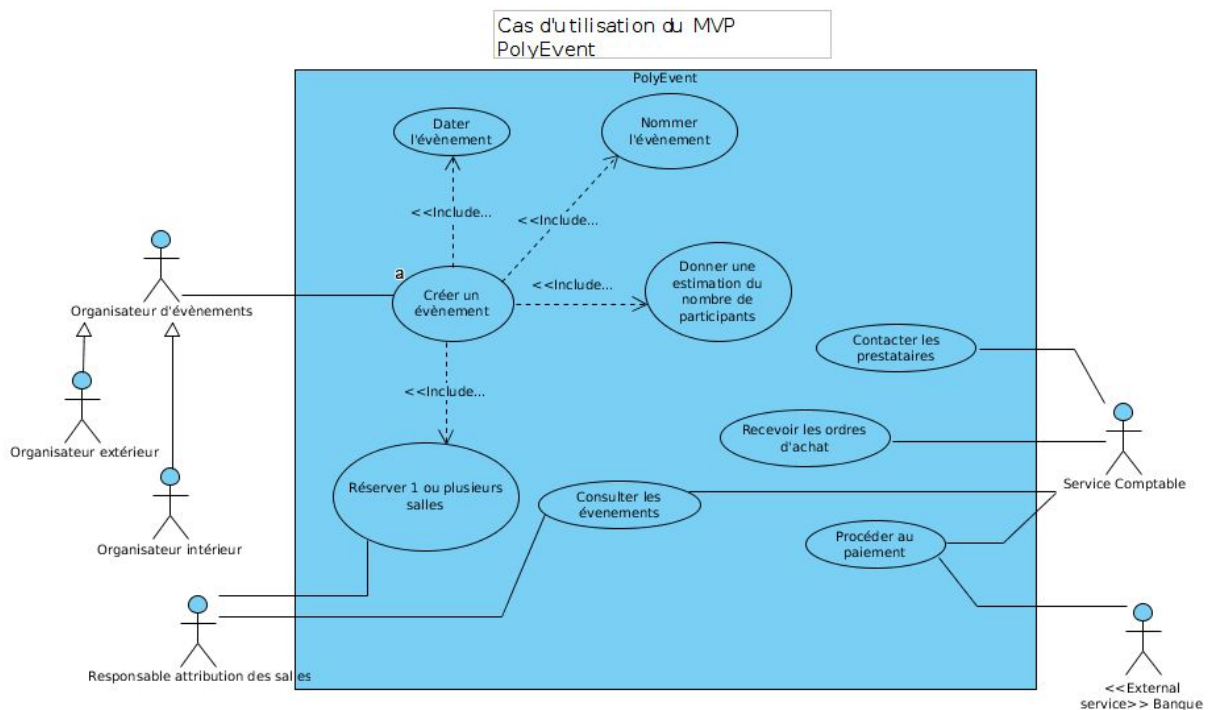 Cas d'utilisation du MVP
PolyEvent
PolyEvent
Dater
l'évènement
Nommer
l'évènement
<<Include...
<<Include...
a
Créer un
évènement
<<Include...
Donner une
estimation du
nombre de
participants
Organisateur d'évènements
Contacter les
prestataires
<<Include...
Organisateur extérieur
Recevoir les ordres
d'achat
Service Comptable
Réserver 1 ou plusieurs
salles
Consulter les
évenements
Organisateur intérieur
Procéder au
paiement
Responsable attribution des salles
<<External
service>> Banque